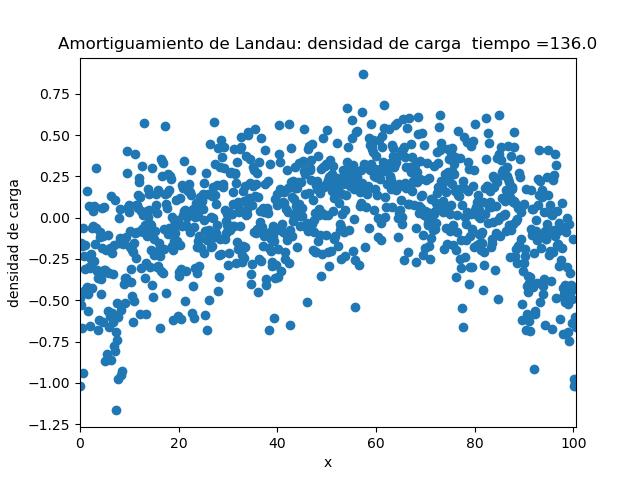 Amortiguamiento de Landau: densidad de carga  tiempo =136.0
densidad de carga
0.75
0.50
0.25
0.00
−0.25
−0.50
−0.75
−1.00
−1.25
0 20 40 60 80 100
x